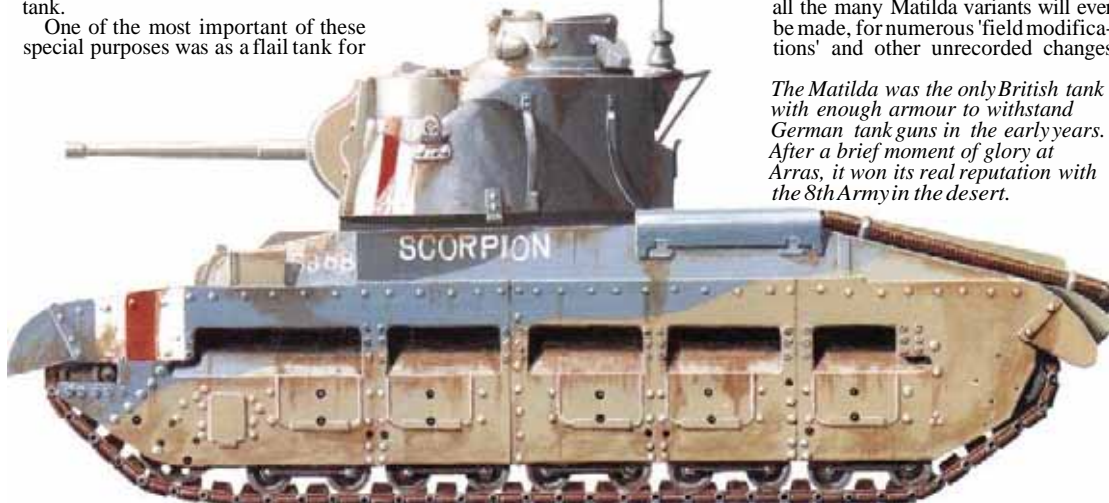 tank.
One of the most important of these
special purposes was as a flail tank for
all the many Matilda variants will ever
be made, for numerous 'field modifica-
tions' and other unrecorded changes
The Matilda was the only British tank
with enough armour to withstand
German tank guns in the early years.
After a brief moment of glory at
Arras, it won its real reputation with
the 8th Army in the desert.
SCORPION